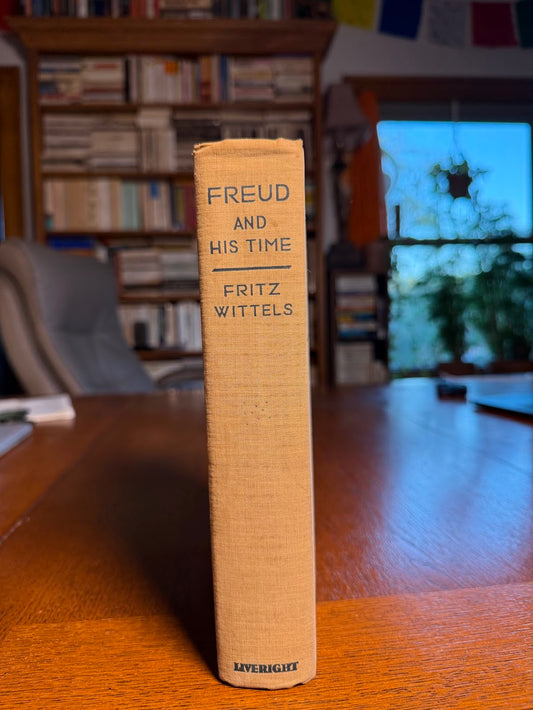 FREUD
AND
HIS TIME
FRITZ
WITTELS
LIVERIGHT